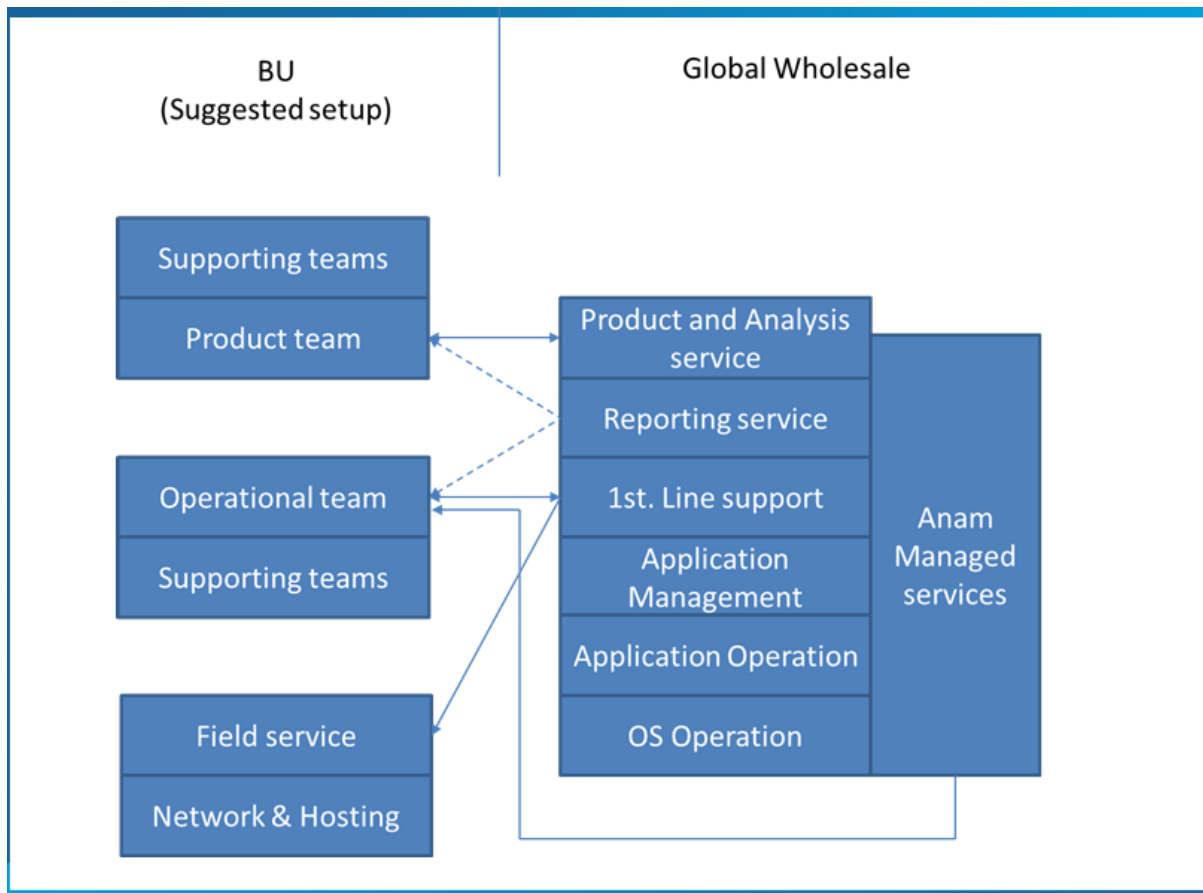 BU
(Suggested setup)
Global Wholesale
Supporting teams
Product team
Operational team
Supporting teams
Field service
Network & Hosting
Product and Analysis
service
Reporting service
1st. Line support
Application
Management
Application Operation
OS Operation
Anam
Managed
services